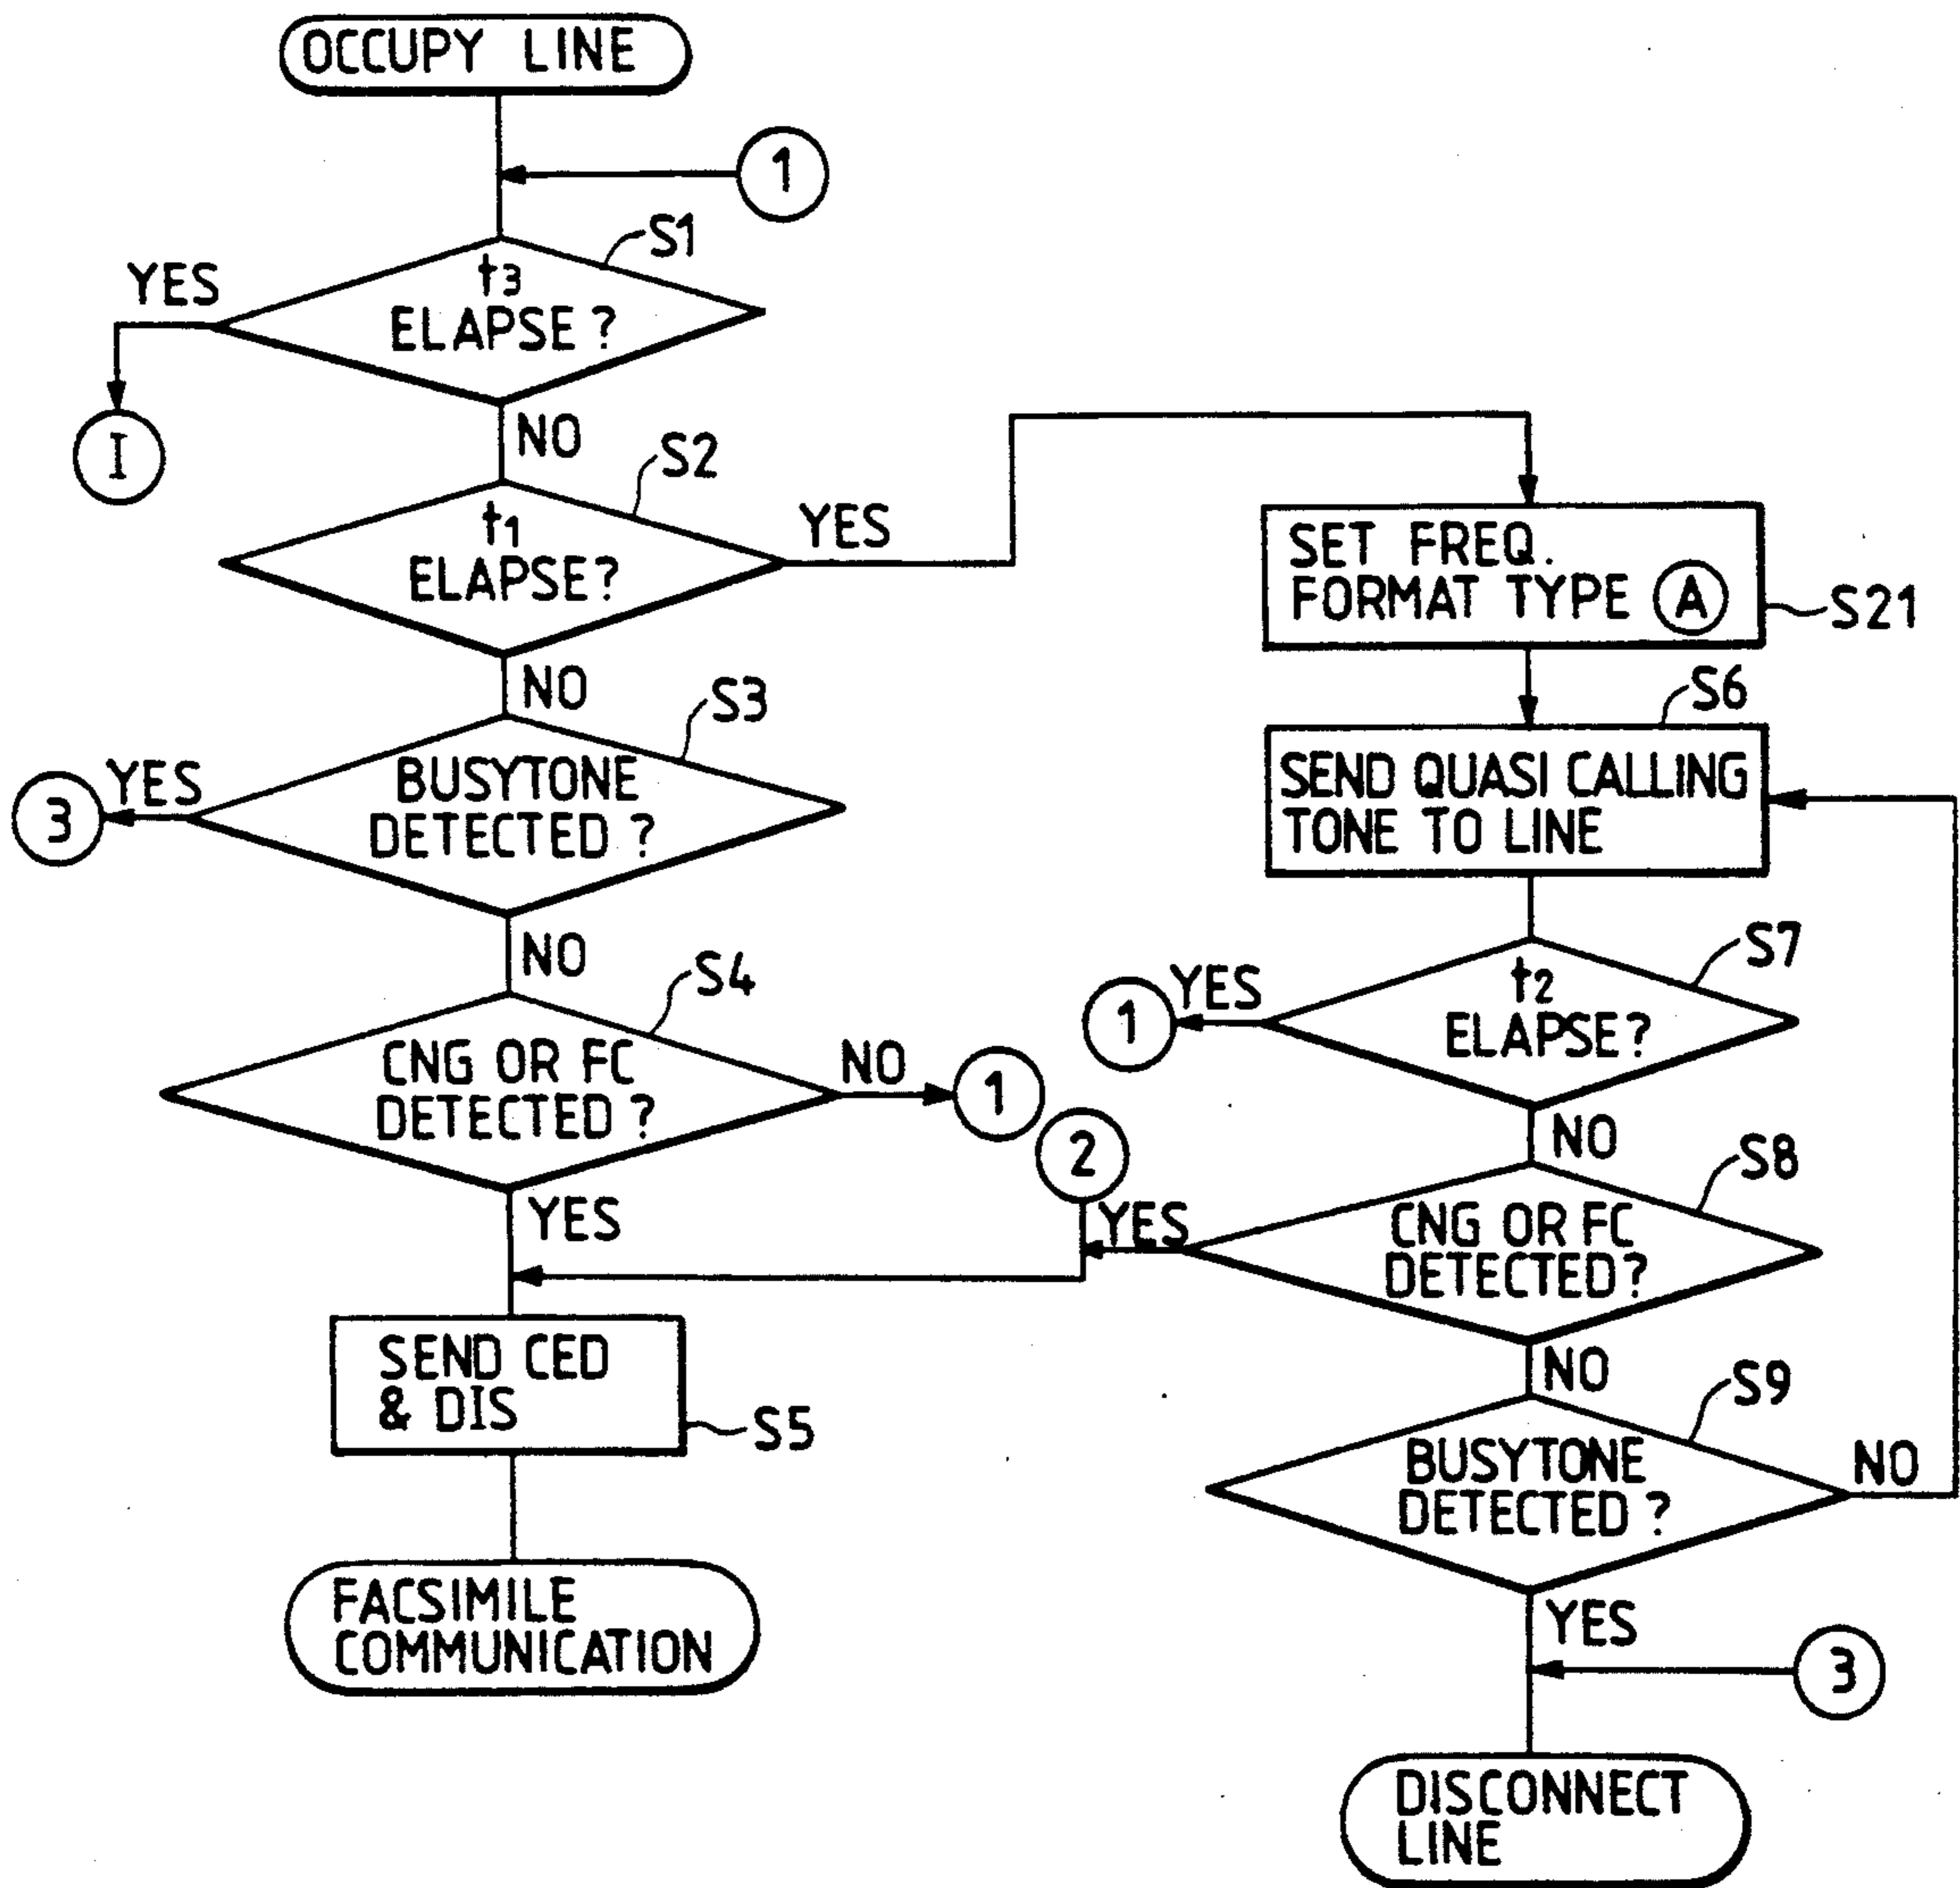 OCCUPY LINE
1
S1
YES
t3
ELAPSE?
I
NO
S2
t1
ELAPSE?
YES
NO
S3
YES
3
BUSYTONE
DETECTED?
NO
S4
CNG OR FC
DETECTED?
NO
1
YES
2
SEND CED
& DIS
S5
FACSIMILE
COMMUNICATION
SET FREQ.
FORMAT TYPE A
S21
S6
SEND QUASI CALLING
TONE TO LINE
S7
YES
1
t2
ELAPSE?
NO
S8
YES
CNG OR FC
DETECTED?
NO
S9
BUSYTONE
DETECTED?
NO
YES
3
DISCONNECT
LINE